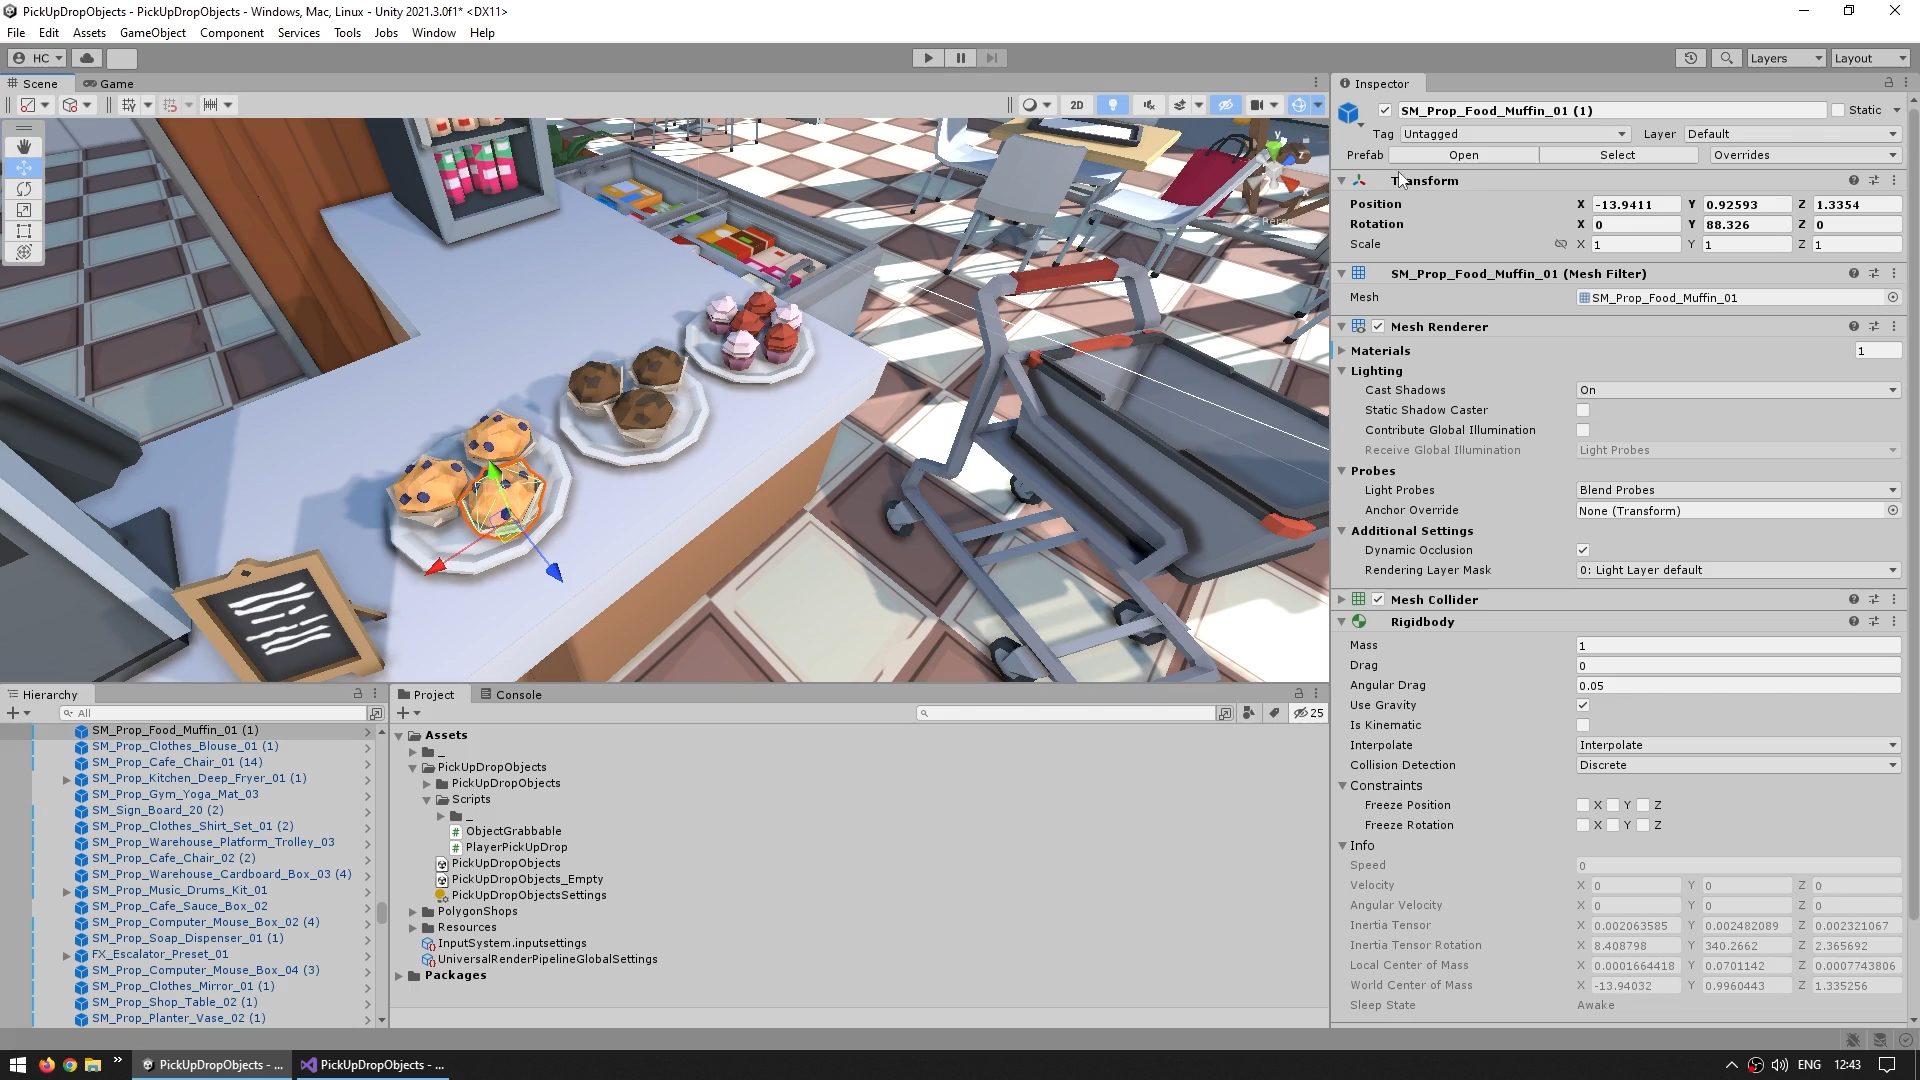 PickUpDropObjects - PickUpDropObjects - Windows, Mac, Linux - Unity 2021.3.0f1* <DX11>
File Edit Assets GameObject Component Services Tools Jobs Window Help
HC Layers Layout
Scene Game
2D
y
x
Persp
Inspector
SM_Prop_Food_Muffin_01 (1) Static
Tag Untagged Layer Default
Prefab Open Select Overrides
Transform
Position X -13.9411 Y 0.92593 Z 1.3354
Rotation X 0 Y 88.326 Z 0
Scale X 1 Y 1 Z 1
SM_Prop_Food_Muffin_01 (Mesh Filter)
Mesh SM_Prop_Food_Muffin_01
Mesh Renderer
Materials 1
Lighting
Cast Shadows On
Static Shadow Caster
Contribute Global Illumination
Receive Global Illumination Light Probes
Probes
Light Probes Blend Probes
Anchor Override None (Transform)
Additional Settings
Dynamic Occlusion
Rendering Layer Mask 0: Light Layer default
Mesh Collider
Rigidbody
Mass 1
Drag 0
Angular Drag 0.05
Use Gravity
Is Kinematic
Interpolate Interpolate
Collision Detection Discrete
Constraints
Freeze Position X Y Z
Freeze Rotation X Y Z
Info
Speed 0
Velocity X 0 Y 0 Z 0
Angular Velocity X 0 Y 0 Z 0
Inertia Tensor X 0.002063585 Y 0.002482089 Z 0.002321067
Inertia Tensor Rotation X 8.408798 Y 340.2662 Z 2.365692
Local Center of Mass X 0.0001664418 Y 0.0701142 Z 0.0007743806
World Center of Mass X -13.94032 Y 0.9960443 Z 1.335256
Sleep State Awake
Hierarchy
All
SM_Prop_Food_Muffin_01 (1)
SM_Prop_Clothes_Blouse_01 (1)
SM_Prop_Cafe_Chair_01 (14)
SM_Prop_Kitchen_Deep_Fryer_01 (1)
SM_Prop_Gym_Yoga_Mat_03
SM_Sign_Board_20 (2)
SM_Prop_Clothes_Shirt_Set_01 (2)
SM_Prop_Warehouse_Platform_Trolley_03
SM_Prop_Cafe_Chair_02 (2)
SM_Prop_Warehouse_Cardboard_Box_03 (4)
SM_Prop_Music_Drums_Kit_01
SM_Prop_Cafe_Sauce_Box_02
SM_Prop_Computer_Mouse_Box_02 (4)
SM_Prop_Soap_Dispenser_01 (1)
FX_Escalator_Preset_01
SM_Prop_Computer_Mouse_Box_04 (3)
SM_Prop_Clothes_Mirror_01 (1)
SM_Prop_Shop_Table_02 (1)
SM_Prop_Planter_Vase_02 (1)
Project Console
25
Assets
_
PickUpDropObjects
PickUpDropObjects
Scripts
_
ObjectGrabbable
PlayerPickUpDrop
PickUpDropObjects
PickUpDropObjects_Empty
PickUpDropObjectsSettings
PolygonShops
Resources
InputSystem.inputsettings
UniversalRenderPipelineGlobalSettings
Packages
PickUpDropObjects - ... PickUpDropObjects - ... ENG 12:43